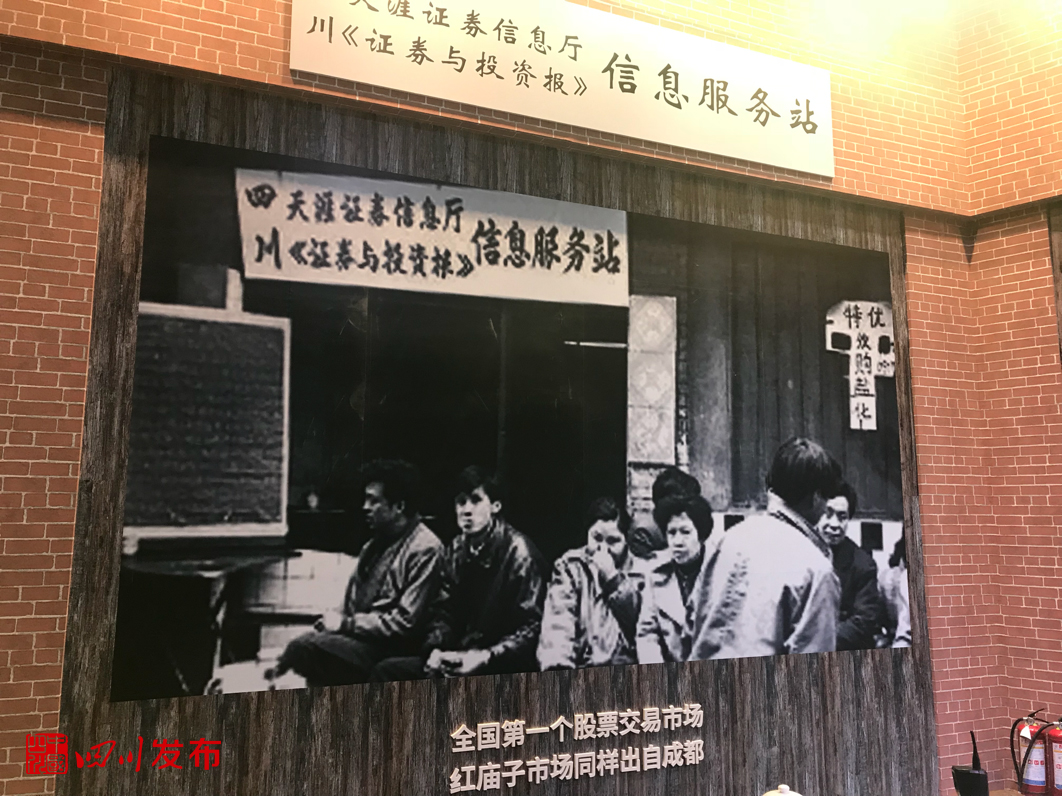 天涯证券信息厅
川《证券与投资报》
信息服务站
四 天涯证券信息厅
川《证券与投资报》
信息服务站
特优
收购盐化
全国第一个股票交易市场
红庙子市场同样出自成都
四川发布